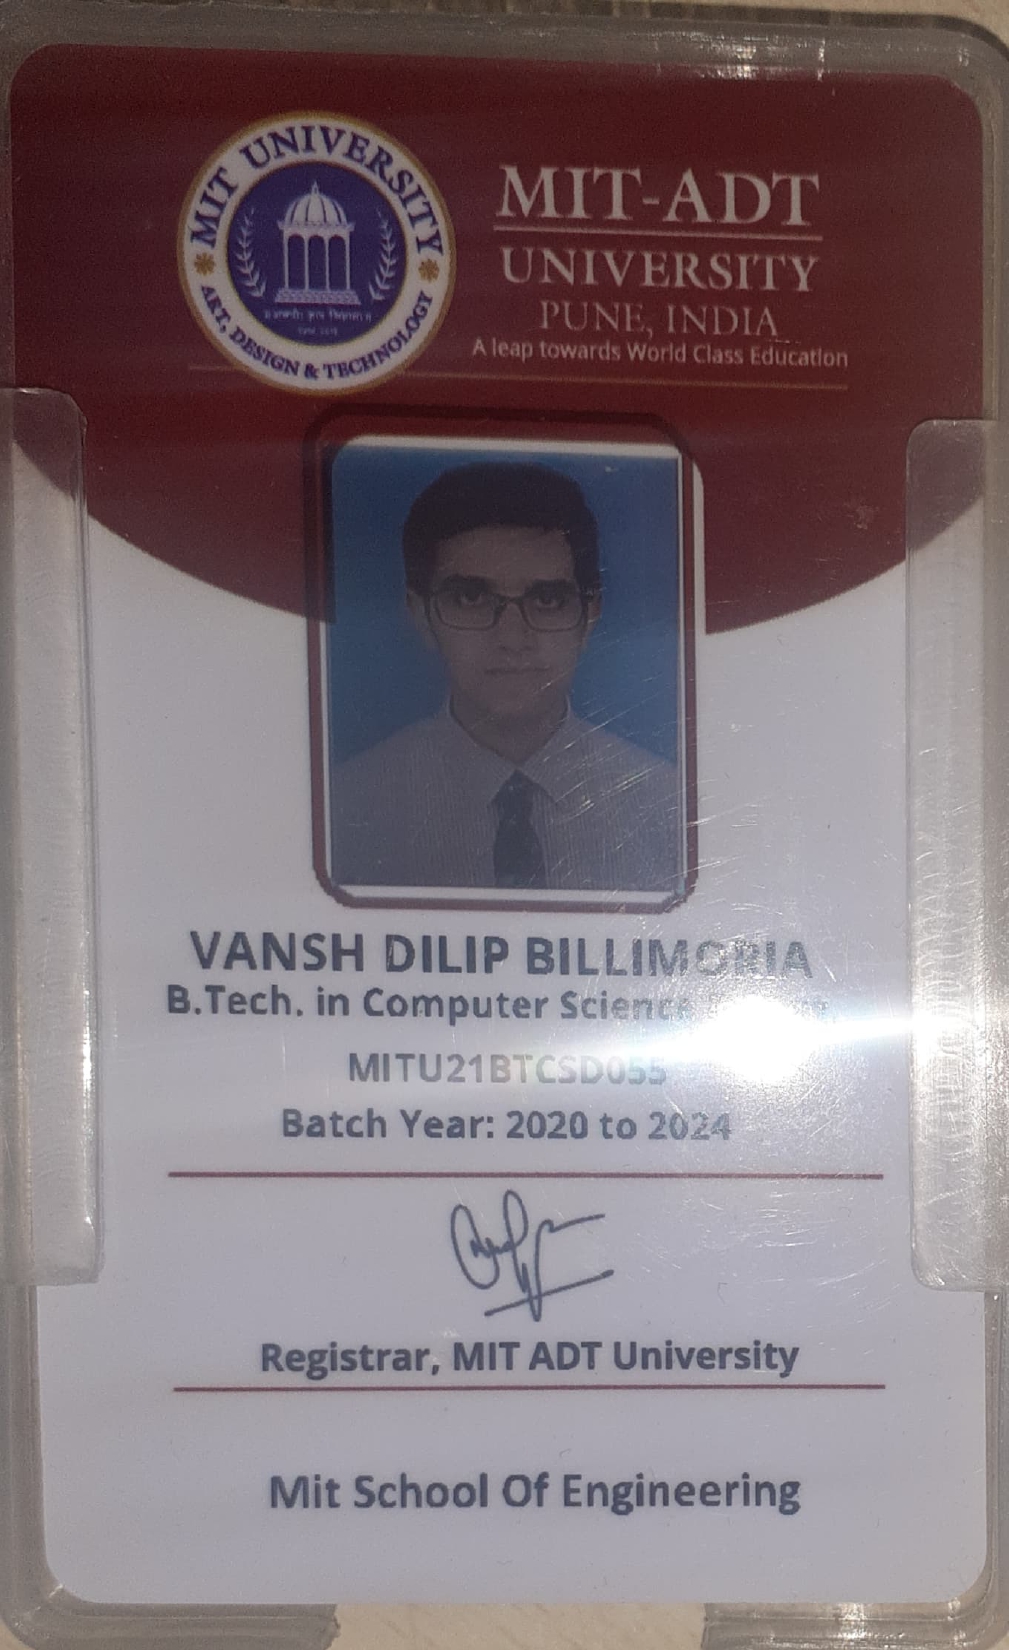 MIT UNIVERSITY
ART, DESIGN & TECHNOLOGY
MIT-ADT
UNIVERSITY
PUNE, INDIA
A leap towards World Class Education
VANSH DILIP BILLIMORIA
B.Tech. in Computer Science
MITU21BTCSD055
Batch Year: 2020 to 2024
Registrar, MIT ADT University
Mit School Of Engineering